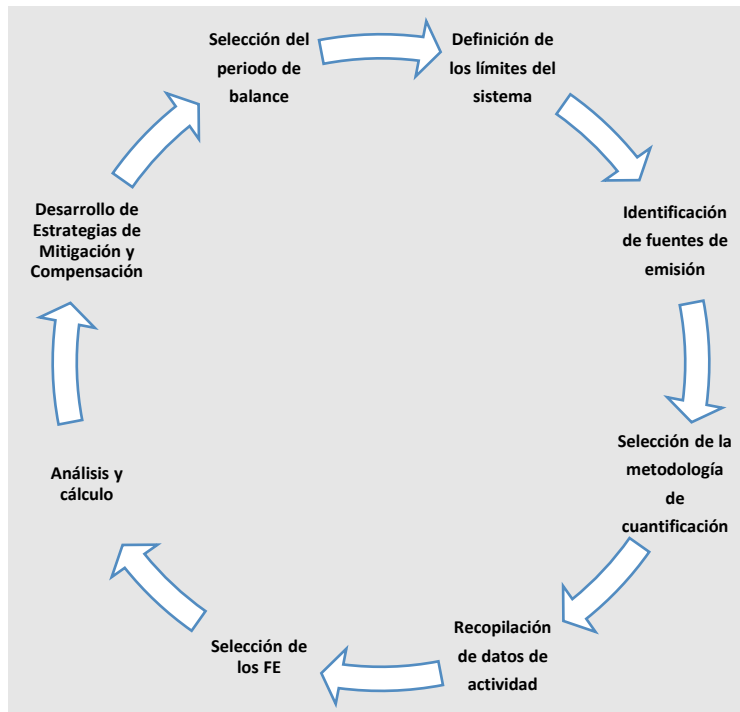 Selección del
periodo de
balance
Definición de
los límites del
sistema
Identificación
de fuentes de
emisión
Selección de la
metodología
de
cuantificación
Recopilación
de datos de
actividad
Selección de
los FE
Análisis y
cálculo
Desarrollo de
Estrategias de
Mitigación y
Compensación